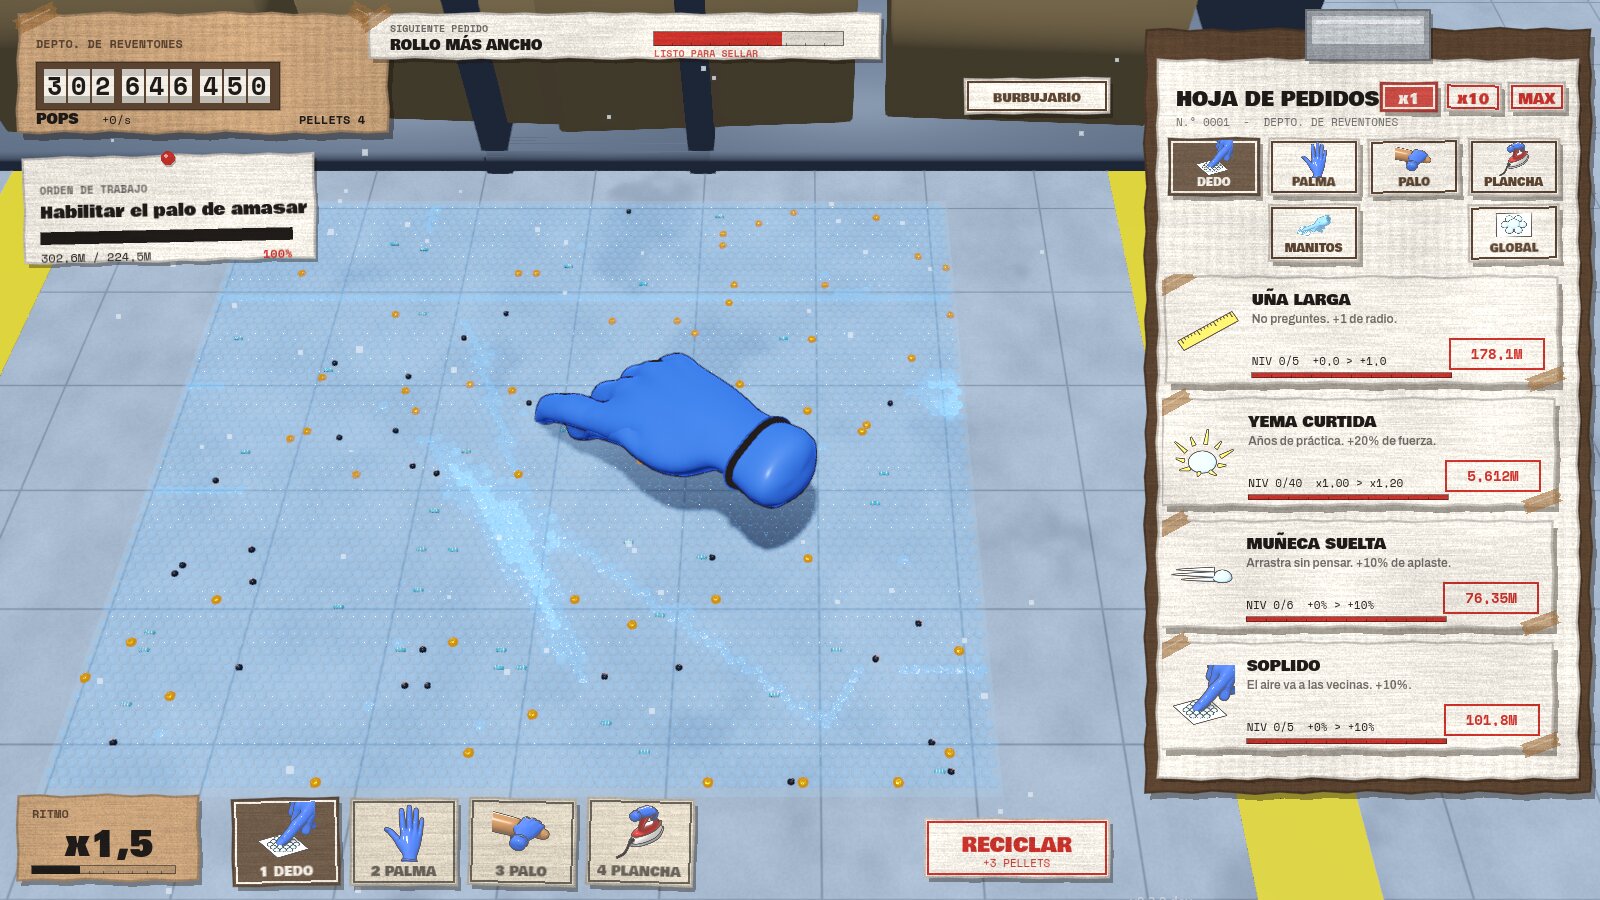 DEPTO. DE REVENTONES
302 646 450
POPS +0/s PELLETS 4
SIGUIENTE PEDIDO
ROLLO MÁS ANCHO
LISTO PARA SELLAR
BURBUJARIO
ORDEN DE TRABAJO
Habilitar el palo de amasar
302,6M / 224,5M 100%
HOJA DE PEDIDOS x1 x10 MAX
N.° 0001 - DEPTO. DE REVENTONES
DEDO PALMA PALO PLANCHA
MANITOS GLOBAL
UÑA LARGA
No preguntes. +1 de radio.
NIV 0/5 +0,0 > +1,0 178,1M
YEMA CURTIDA
Años de práctica. +20% de fuerza.
NIV 0/40 x1,00 > x1,20 5,612M
MUÑECA SUELTA
Arrastra sin pensar. +10% de aplaste.
NIV 0/6 +0% > +10% 76,35M
SOPLIDO
El aire va a las vecinas. +10%.
NIV 0/5 +0% > +10% 101,8M
RITMO
x1,5
1 DEDO 2 PALMA 3 PALO 4 PLANCHA
RECICLAR
+3 PELLETS